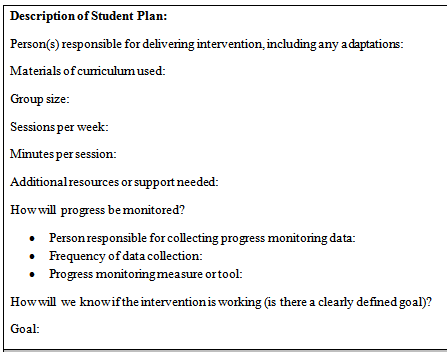 Description of Student Plan:
Person(s) responsible for delivering intervention, including any adaptations:
Materials of curriculum used:
Group size:
Sessions per week:
Minutes per session:
Additional resources or support needed:
How will progress be monitored?
• Person responsible for collecting progress monitoring data:
• Frequency of data collection:
• Progress monitoring measure or tool:
How will we know if the intervention is working (is there a clearly defined goal)?
Goal: